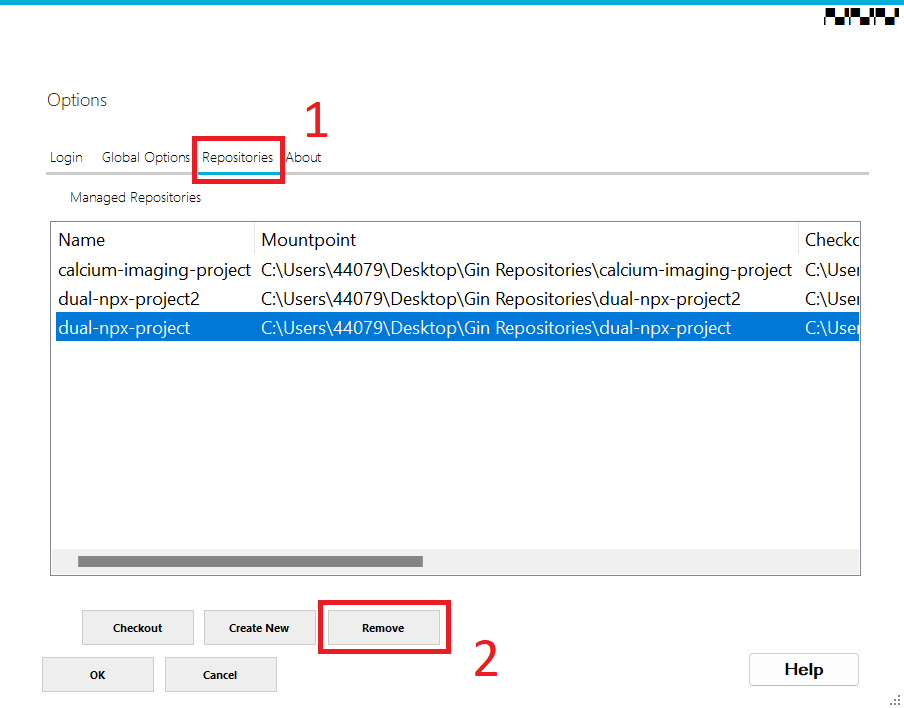 Options
1
Login Global Options Repositories About
Managed Repositories
Name Mountpoint Checkc
calcium-imaging-project C:\Users\44079\Desktop\Gin Repositories\calcium-imaging-project C:\User
dual-npx-project2 C:\Users\44079\Desktop\Gin Repositories\dual-npx-project2 C:\User
dual-npx-project C:\Users\44079\Desktop\Gin Repositories\dual-npx-project C:\User
Checkout Create New Remove
2
OK Cancel Help